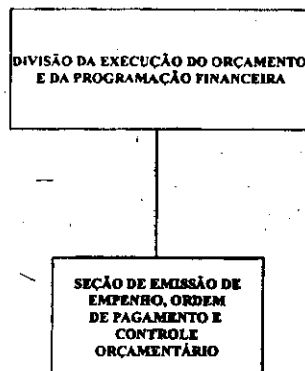 DIVISÃO DA EXECUÇÃO DO ORÇAMENTO
E DA PROGRAMAÇÃO FINANCEIRA
SEÇÃO DE EMISSÃO DE
EMPENHO, ORDEM
DE PAGAMENTO E
CONTROLE
ORÇAMENTÁRIO